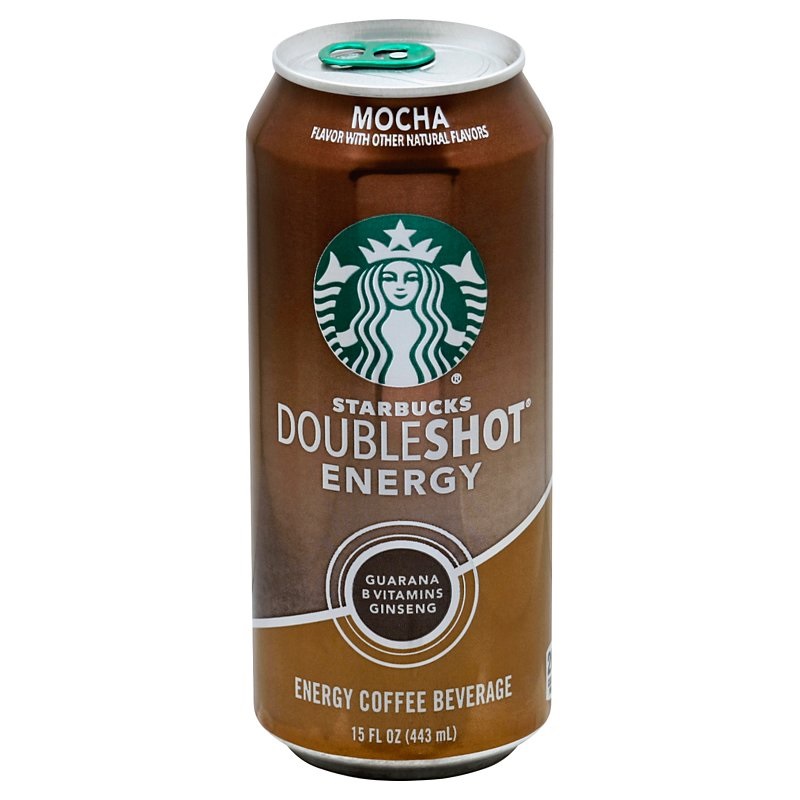 MOCHA
FLAVOR WITH OTHER NATURAL FLAVORS
®
STARBUCKS
DOUBLESHOT®
ENERGY
GUARANA
B VITAMINS
GINSENG
ENERGY COFFEE BEVERAGE
15 FL OZ (443 mL)